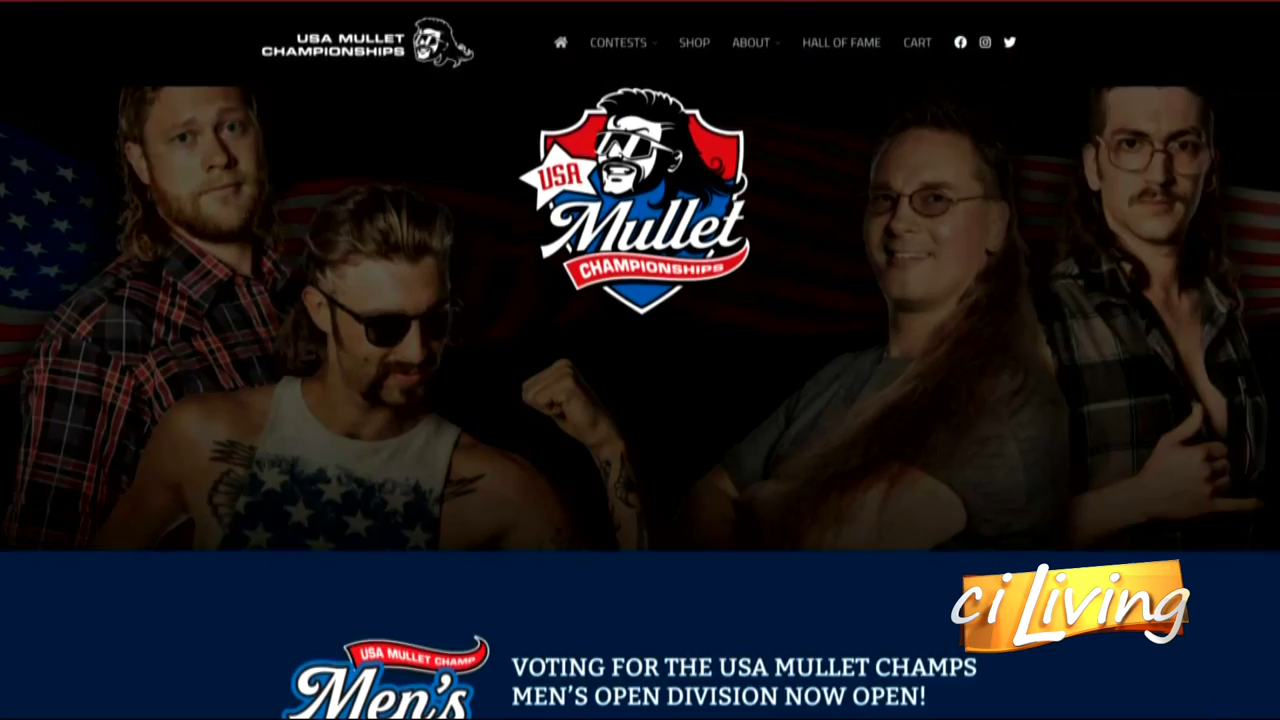 USA MULLET
CHAMPIONSHIPS
CONTESTS
SHOP
ABOUT
HALL OF FAME
CART
USA
Mullet
CHAMPIONSHIPS
ci Living
USA MULLET CHAMP
Men's
VOTING FOR THE USA MULLET CHAMPS
MEN’S OPEN DIVISION NOW OPEN!